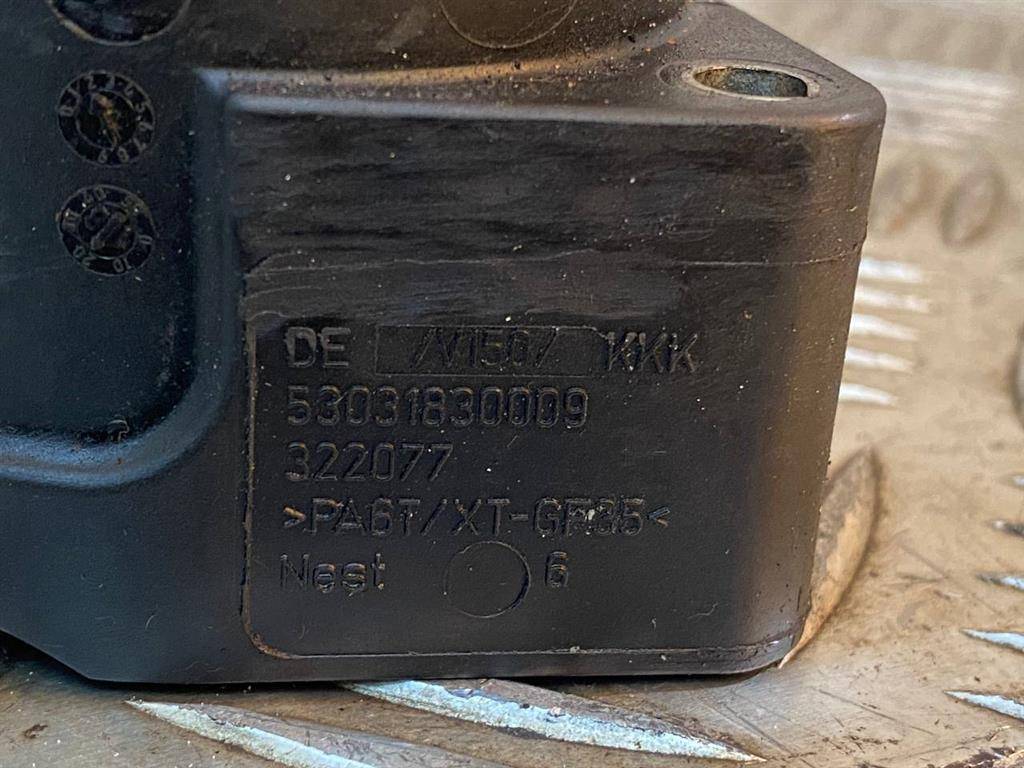 DE /V150/ KKK
53031830009
322077
>PA6T/XT-GF35<
Nest 6